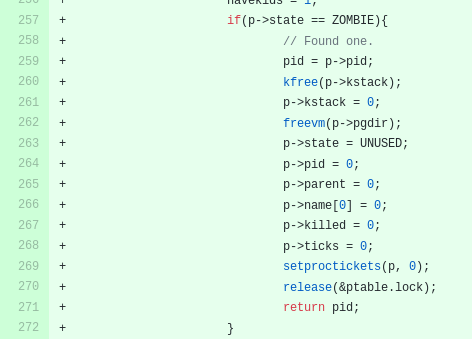 256 + havekids = 1;
257 + if(p->state == ZOMBIE){
258 + // Found one.
259 + pid = p->pid;
260 + kfree(p->kstack);
261 + p->kstack = 0;
262 + freevm(p->pgdir);
263 + p->state = UNUSED;
264 + p->pid = 0;
265 + p->parent = 0;
266 + p->name[0] = 0;
267 + p->killed = 0;
268 + p->ticks = 0;
269 + setproctickets(p, 0);
270 + release(&ptable.lock);
271 + return pid;
272 + }